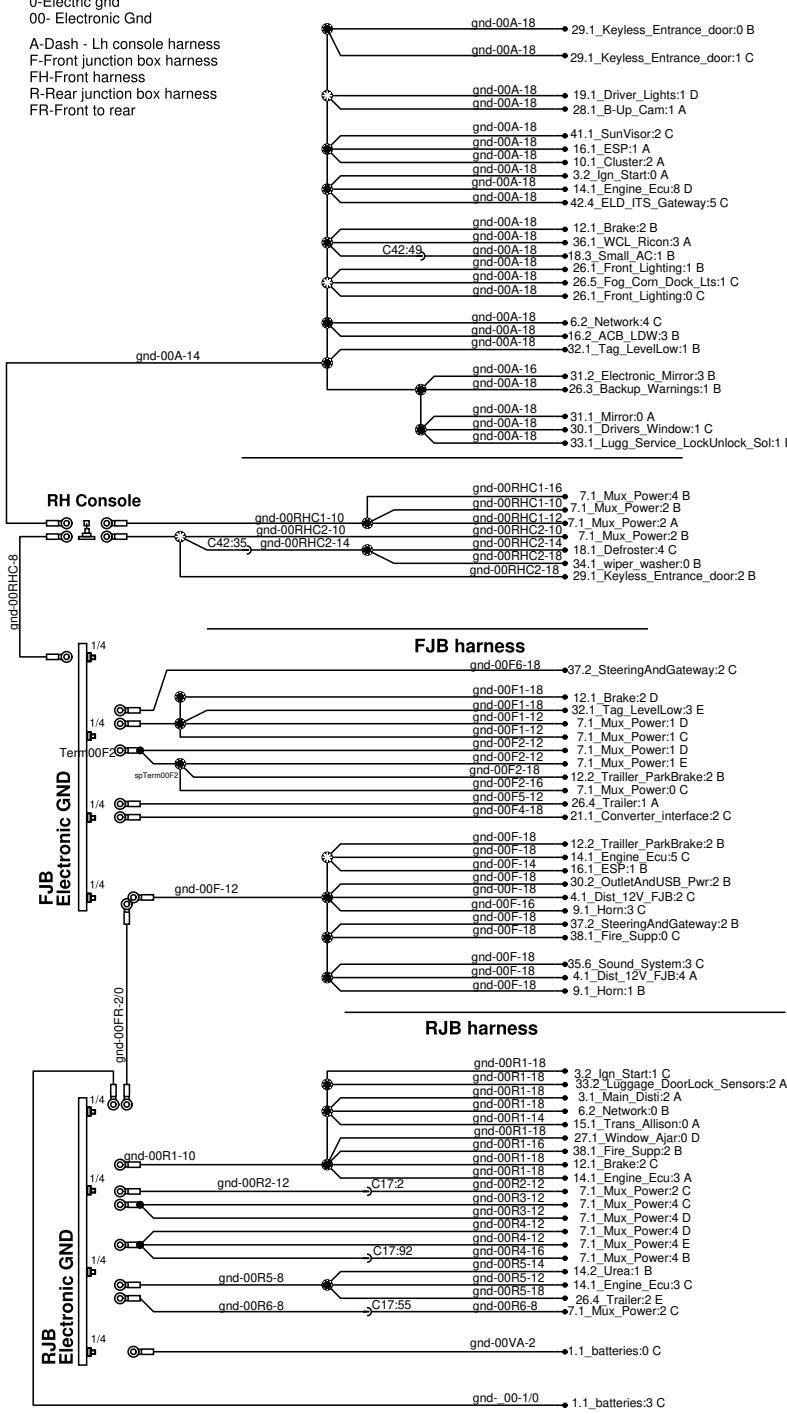 0-Electric gnd
00- Electronic Gnd
A-Dash - Lh console harness
F-Front junction box harness
FH-Front harness
R-Rear junction box harness
FR-Front to rear
gnd-00A-18 29.1_Keyless_Entrance_door:0 B
gnd-00A-18 29.1_Keyless_Entrance_door:1 C
gnd-00A-18 19.1_Driver_Lights:1 D
gnd-00A-18 28.1_B-Up_Cam:1 A
gnd-00A-18 41.1_SunVisor:2 C
gnd-00A-18 16.1_ESP:1 A
gnd-00A-18 10.1_Cluster:2 A
gnd-00A-18 3.2_Ign_Start:0 A
gnd-00A-18 14.1_Engine_Ecu:8 D
gnd-00A-18 42.4_ELD_ITS_Gateway:5 C
gnd-00A-18 12.1_Brake:2 B
gnd-00A-18 36.1_WCL_Ricon:3 A
C42:49 gnd-00A-18 18.3_Small_AC:1 B
gnd-00A-18 26.1_Front_Lighting:1 B
gnd-00A-18 26.5_Fog_Corn_Dock_Lts:1 C
gnd-00A-18 26.1_Front_Lighting:0 C
gnd-00A-18 6.2_Network:4 C
gnd-00A-18 16.2_ACB_LDW:3 B
gnd-00A-18 32.1_Tag_LevelLow:1 B
gnd-00A-14
gnd-00A-16 31.2_Electronic_Mirror:3 B
gnd-00A-18 26.3_Backup_Warnings:1 B
gnd-00A-18 31.1_Mirror:0 A
gnd-00A-18 30.1_Drivers_Window:1 C
gnd-00A-18 33.1_Lugg_Service_LockUnlock_Sol:1
RH Console
gnd-00RHC1-16 7.1_Mux_Power:4 B
gnd-00RHC1-10 7.1_Mux_Power:2 B
gnd-00RHC1-10 gnd-00RHC1-12 7.1_Mux_Power:2 A
gnd-00RHC2-10 gnd-00RHC2-10 7.1_Mux_Power:2 B
C42:35 gnd-00RHC2-14 gnd-00RHC2-14 18.1_Defroster:4 C
gnd-00RHC2-18 34.1_wiper_washer:0 B
gnd-00RHC2-18 29.1_Keyless_Entrance_door:2 B
gnd-00RHC-8
FJB harness
1/4
gnd-00F6-18 37.2_SteeringAndGateway:2 C
gnd-00F1-18 12.1_Brake:2 D
gnd-00F1-18 32.1_Tag_LevelLow:3 E
1/4 gnd-00F1-12 7.1_Mux_Power:1 D
gnd-00F1-12 7.1_Mux_Power:1 C
Term00F2 gnd-00F2-12 7.1_Mux_Power:1 D
gnd-00F2-12 7.1_Mux_Power:1 E
spTerm00F2 gnd-00F2-18 12.2_Trailler_ParkBrake:2 B
gnd-00F2-16 7.1_Mux_Power:0 C
1/4 gnd-00F5-12 26.4_Trailer:1 A
gnd-00F4-18 21.1_Converter_interface:2 C
FJB
Electronic GND
gnd-00F-18 12.2_Trailler_ParkBrake:2 B
gnd-00F-18 14.1_Engine_Ecu:5 C
gnd-00F-14 16.1_ESP:1 B
gnd-00F-18 30.2_OutletAndUSB_Pwr:2 B
1/4 gnd-00F-12 gnd-00F-18 4.1_Dist_12V_FJB:2 C
gnd-00F-16 9.1_Horn:3 C
gnd-00F-18 37.2_SteeringAndGateway:2 B
gnd-00F-18 38.1_Fire_Supp:0 C
gnd-00F-18 35.6_Sound_System:3 C
gnd-00F-18 4.1_Dist_12V_FJB:4 A
gnd-00F-18 9.1_Horn:1 B
gnd-00FR-2/0
RJB harness
gnd-00R1-18 3.2_Ign_Start:1 C
gnd-00R1-18 33.2_Luggage_DoorLock_Sensors:2 A
1/4 gnd-00R1-18 3.1_Main_Disti:2 A
gnd-00R1-18 6.2_Network:0 B
gnd-00R1-14 15.1_Trans_Allison:0 A
gnd-00R1-18 27.1_Window_Ajar:0 D
gnd-00R1-16 38.1_Fire_Supp:2 B
gnd-00R1-10 gnd-00R1-18 12.1_Brake:2 C
gnd-00R1-18 14.1_Engine_Ecu:3 A
1/4 gnd-00R2-12 C17:2 gnd-00R2-12 7.1_Mux_Power:2 C
gnd-00R3-12 7.1_Mux_Power:4 C
gnd-00R3-12 7.1_Mux_Power:4 D
gnd-00R4-12 7.1_Mux_Power:4 D
gnd-00R4-12 7.1_Mux_Power:4 E
C17:92 gnd-00R4-16 7.1_Mux_Power:4 B
1/4 gnd-00R5-14 14.2_Urea:1 B
gnd-00R5-8 gnd-00R5-12 14.1_Engine_Ecu:3 C
gnd-00R5-18 26.4_Trailer:2 E
gnd-00R6-8 C17:55 gnd-00R6-8 7.1_Mux_Power:2 C
RJB
Electronic GND
1/4 gnd-00VA-2 1.1_batteries:0 C
gnd-_00-1/0 1.1_batteries:3 C